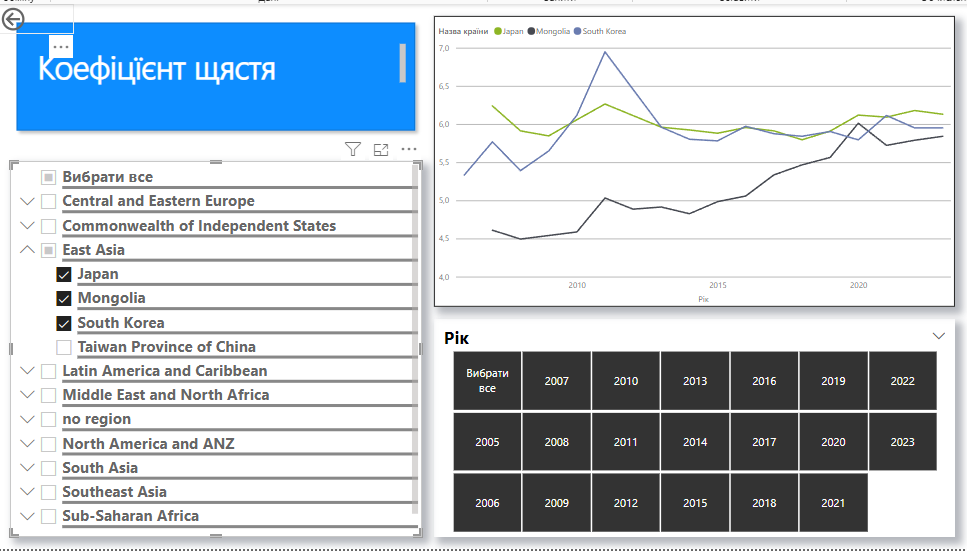 Коефіцієнт щястя
Назва країни Japan Mongolia South Korea
7,0
6,5
6,0
5,5
5,0
4,5
4,0
2010 2015 2020
Рік
Вибрати все
Central and Eastern Europe
Commonwealth of Independent States
East Asia
Japan
Mongolia
South Korea
Taiwan Province of China
Latin America and Caribbean
Middle East and North Africa
no region
North America and ANZ
South Asia
Southeast Asia
Sub-Saharan Africa
Рік
Вибрати
все
2007 2010 2013 2016 2019 2022
2005 2008 2011 2014 2017 2020 2023
2006 2009 2012 2015 2018 2021